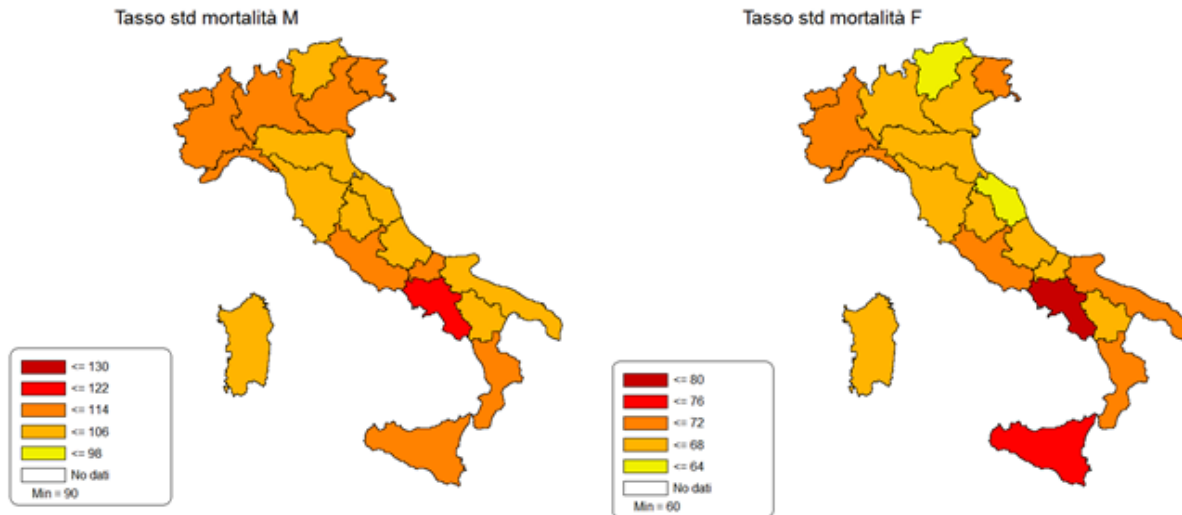 Tasso std mortalità M
Tasso std mortalità F
<= 130
<= 122
<= 114
<= 106
<= 98
No dati
Min = 90
<= 80
<= 76
<= 72
<= 68
<= 64
No dati
Min = 60